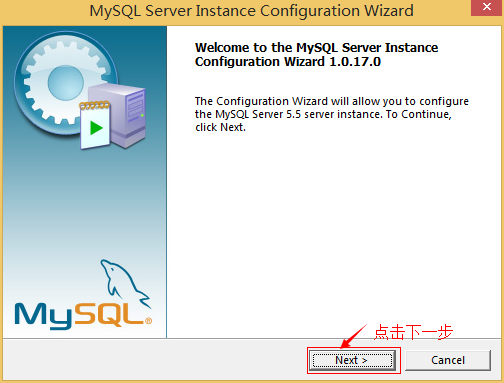 MySQL Server Instance Configuration Wizard
Welcome to the MySQL Server Instance
Configuration Wizard 1.0.17.0
The Configuration Wizard will allow you to configure
the MySQL Server 5.5 server instance. To Continue,
click Next.
MySQL®
点击下一步
Next >
Cancel